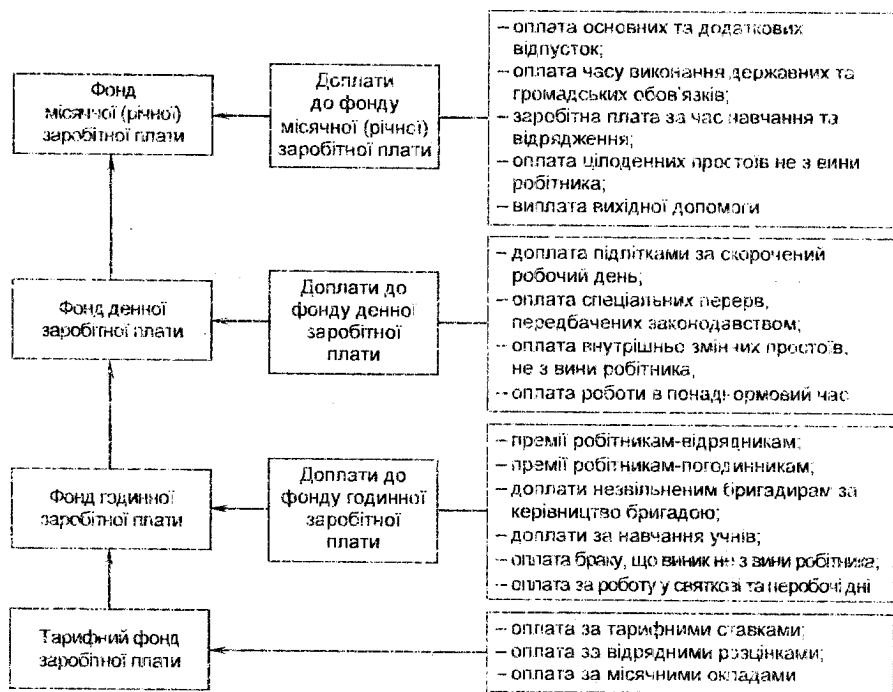 Фонд
місячної (річної)
заробітної плати
Доплати
до фонду
місячної (річної)
заробітної плати
– оплата основних та додаткових
відпусток;
– оплата часу виконання державних та
громадських обов'язків;
– заробітна плата за час навчання та
відрядження;
– оплата цілоденних простоїв не з вини
робітника;
– виплата вихідної допомоги
Фонд денної
заробітної плати
Доплати до
фонду денної
заробітної
плати
– доплата підлітками за скорочений
робочий день;
– оплата спеціальних перерв,
передбачених законодавством;
– оплата внутрішньо змінних простоїв,
не з вини робітника,
– оплата роботи в понаднормовий час
Фонд годинної
заробітної плати
Доплати до
фонду годинної
заробітної
плати
– премії робітникам-відрядникам;
– премії робітникам-погодинникам;
– доплати незвільненим бригадирам за
керівництво бригадою;
– доплати за навчання учнів;
– оплата браку, що виник не з вини робітника;
– оплата за роботу у святкові та неробочі дні
Тарифний фонд
заробітної плати
– оплата за тарифними ставками;
– оплата за відрядними розцінками;
– оплата за місячними окладами